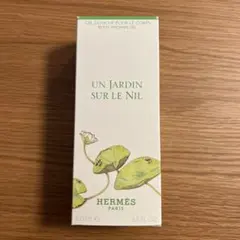 GEL DOUCHE POUR LE CORPS
BODY SHOWER GEL
UN JARDIN
SUR LE NIL
HERMÈS
PARIS